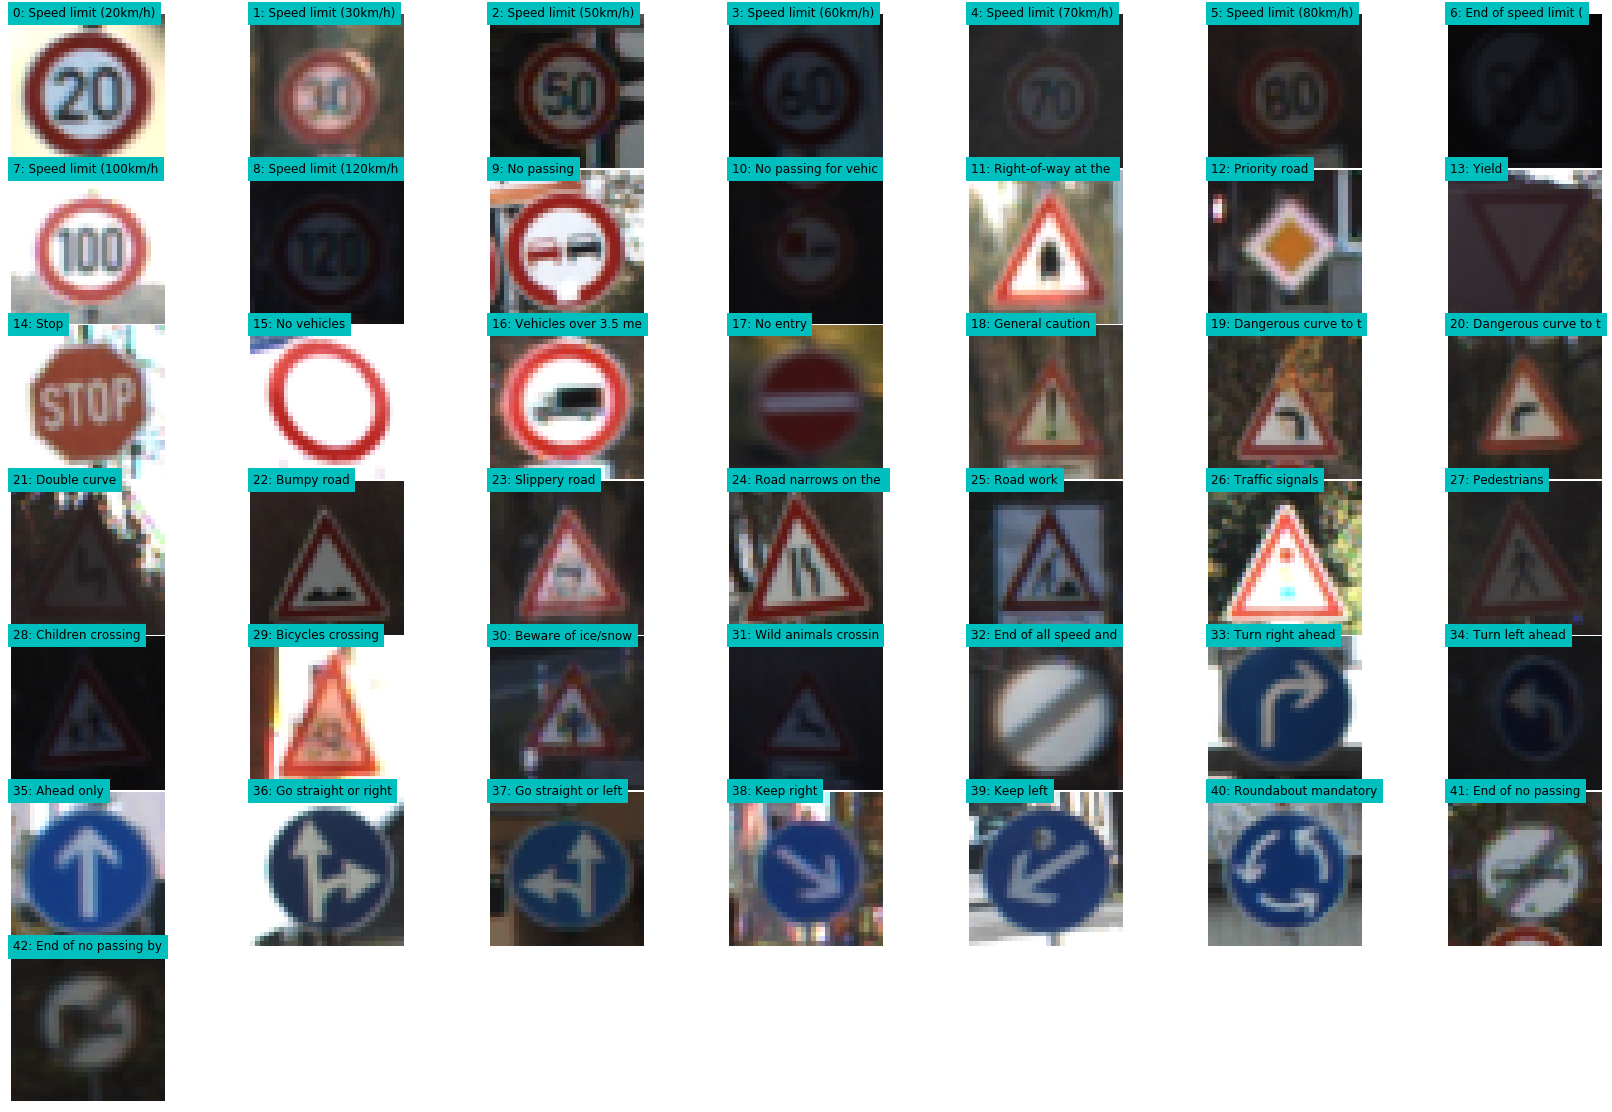 0: Speed limit (20km/h)
1: Speed limit (30km/h)
2: Speed limit (50km/h)
3: Speed limit (60km/h)
4: Speed limit (70km/h)
5: Speed limit (80km/h)
6: End of speed limit (
20
30
50
60
70
80
80
7: Speed limit (100km/h
8: Speed limit (120km/h
9: No passing
10: No passing for vehic
11: Right-of-way at the
12: Priority road
13: Yield
100
120
14: Stop
15: No vehicles
16: Vehicles over 3.5 me
17: No entry
18: General caution
19: Dangerous curve to t
20: Dangerous curve to t
STOP
21: Double curve
22: Bumpy road
23: Slippery road
24: Road narrows on the
25: Road work
26: Traffic signals
27: Pedestrians
28: Children crossing
29: Bicycles crossing
30: Beware of ice/snow
31: Wild animals crossin
32: End of all speed and
33: Turn right ahead
34: Turn left ahead
35: Ahead only
36: Go straight or right
37: Go straight or left
38: Keep right
39: Keep left
40: Roundabout mandatory
41: End of no passing
42: End of no passing by